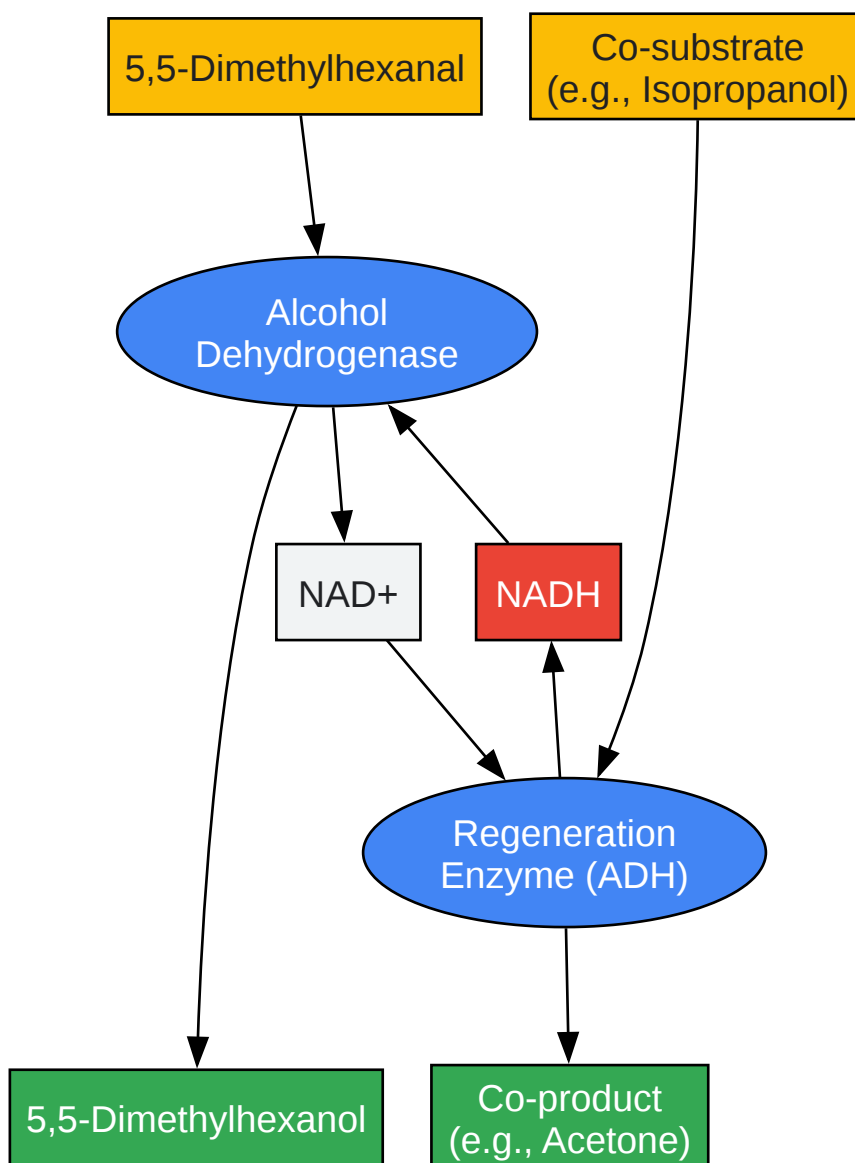 5,5-Dimethylhexanal
Co-substrate
(e.g., Isopropanol)
Alcohol
Dehydrogenase
NAD+
NADH
Regeneration
Enzyme (ADH)
5,5-Dimethylhexanol
Co-product
(e.g., Acetone)